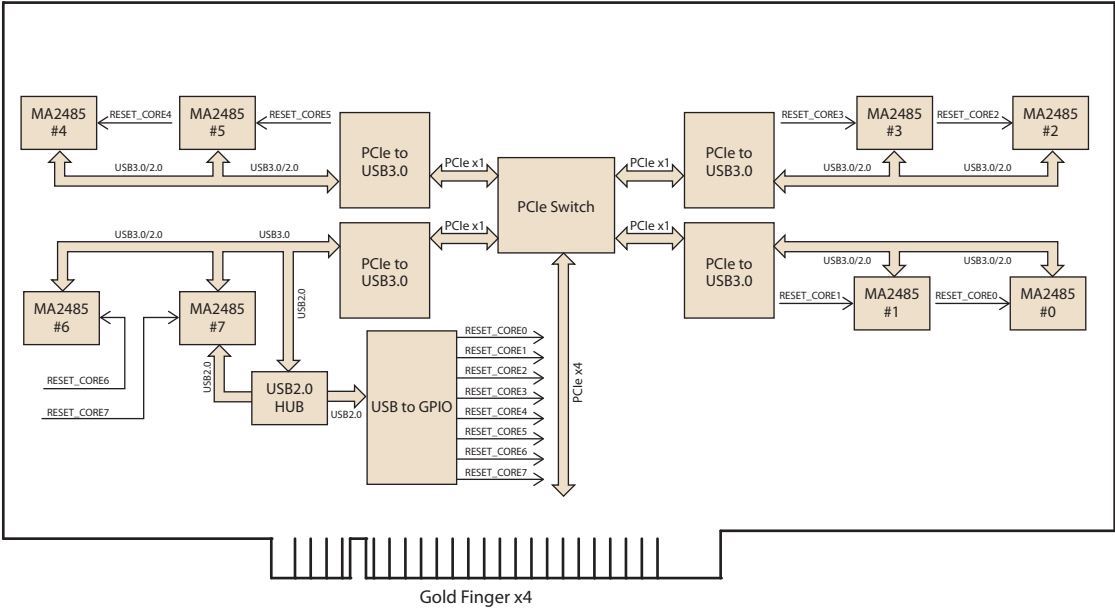 MA2485
#4
RESET_CORE4
MA2485
#5
RESET_CORE5
USB3.0/2.0
USB3.0/2.0
PCIe to
USB3.0
PCIe x1
PCIe Switch
PCIe x1
PCIe to
USB3.0
RESET_CORE3
MA2485
#3
RESET_CORE2
MA2485
#2
USB3.0/2.0
USB3.0/2.0
USB3.0/2.0
USB3.0
PCIe to
USB3.0
PCIe x1
PCIe x1
PCIe to
USB3.0
USB3.0/2.0
USB3.0/2.0
MA2485
#6
MA2485
#7
USB2.0
RESET_CORE1
MA2485
#1
RESET_CORE0
MA2485
#0
RESET_CORE6
RESET_CORE7
USB2.0
USB2.0
HUB
USB2.0
USB to GPIO
RESET_CORE0
RESET_CORE1
RESET_CORE2
RESET_CORE3
RESET_CORE4
RESET_CORE5
RESET_CORE6
RESET_CORE7
PCIe x4
Gold Finger x4